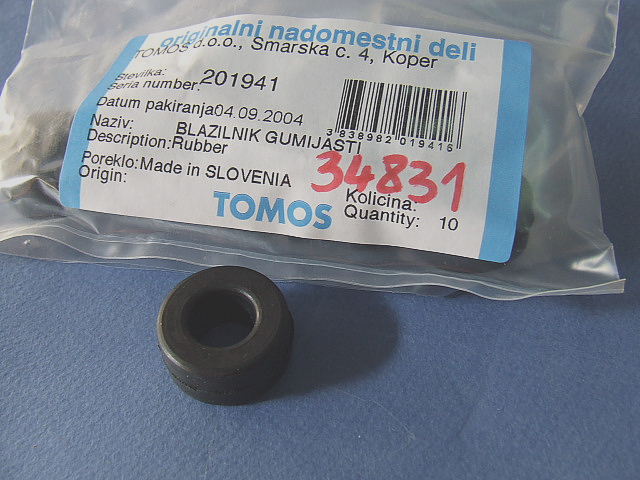 originalni nadomestni deli
TOMOS d.o.o., Smarska c. 4, Koper
Stevilka:
Seria number: 201941
Datum pakiranja 04.09.2004
3 838982 019416
Naziv: BLAZILNIK GUMIJASTI
Description: Rubber
34831
Poreklo: Made in SLOVENIA
Origin:
Kolicina:
Quantity: 10
TOMOS